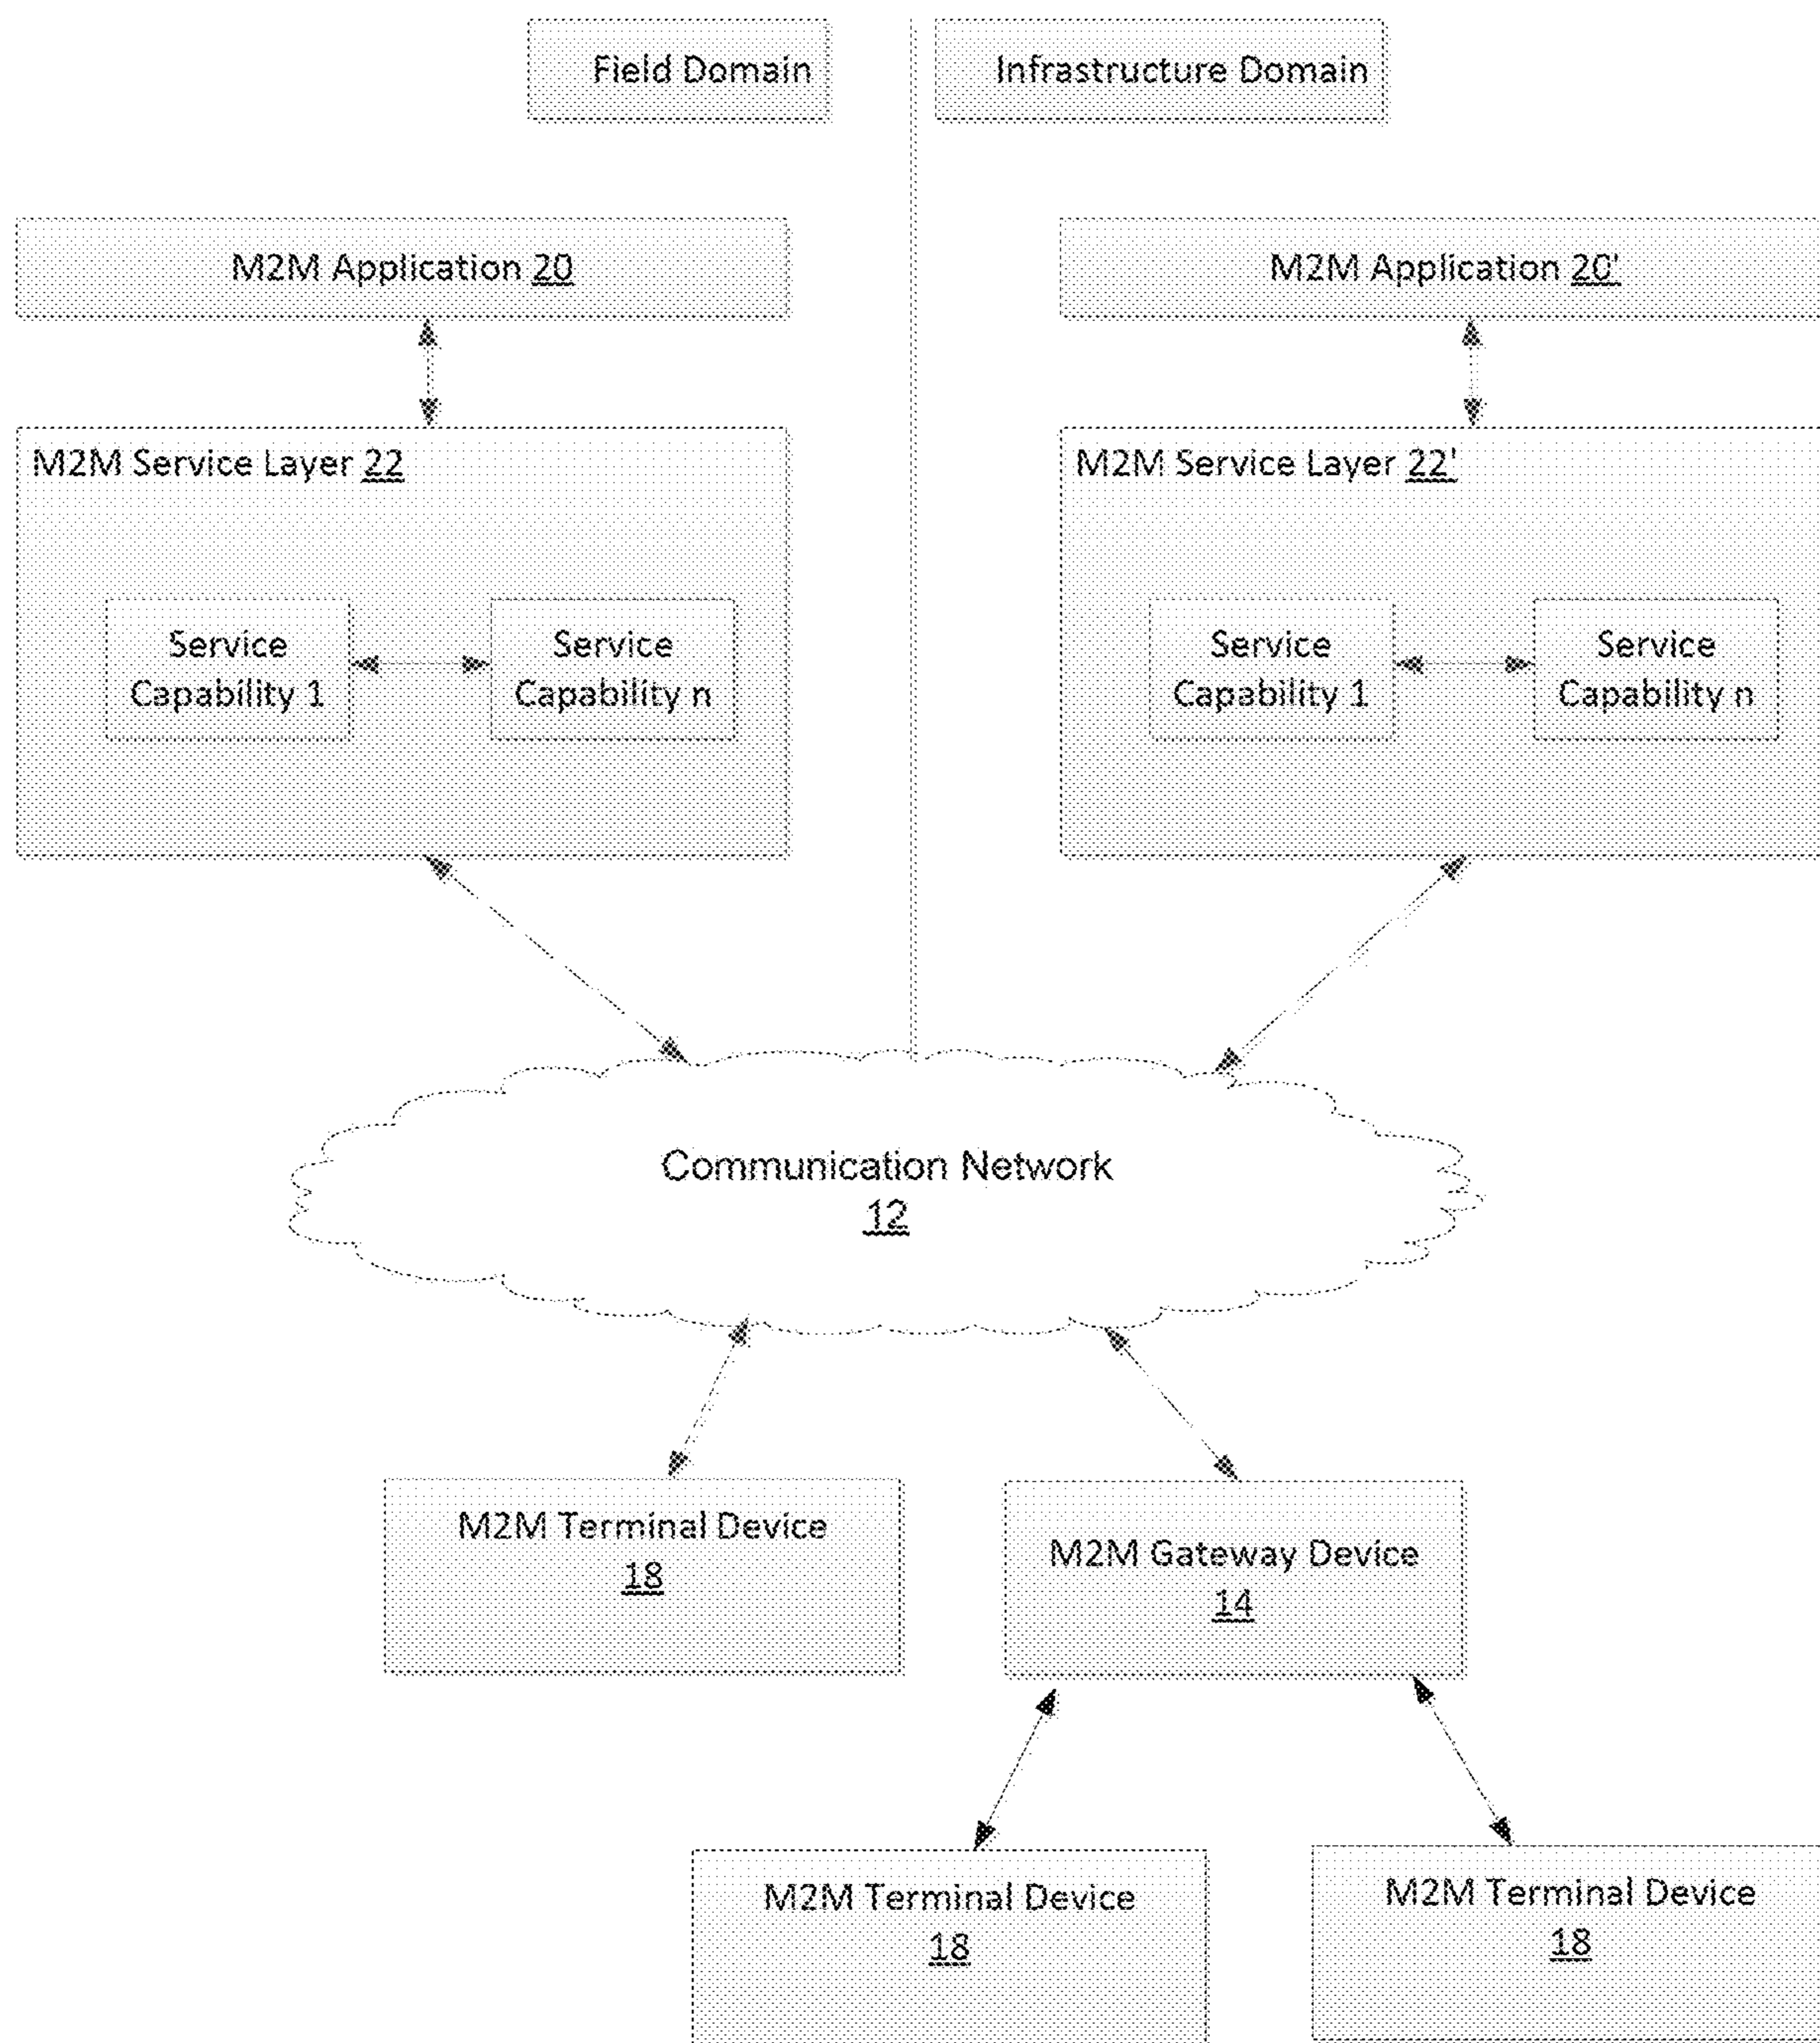 Field Domain
Infrastructure Domain
M2M Application 20
M2M Application 20'
M2M Service Layer 22
M2M Service Layer 22'
Service
Capability 1
Service
Capability n
Service
Capability 1
Service
Capability n
Communication Network
12
M2M Terminal Device
18
M2M Gateway Device
14
M2M Terminal Device
18
M2M Terminal Device
18